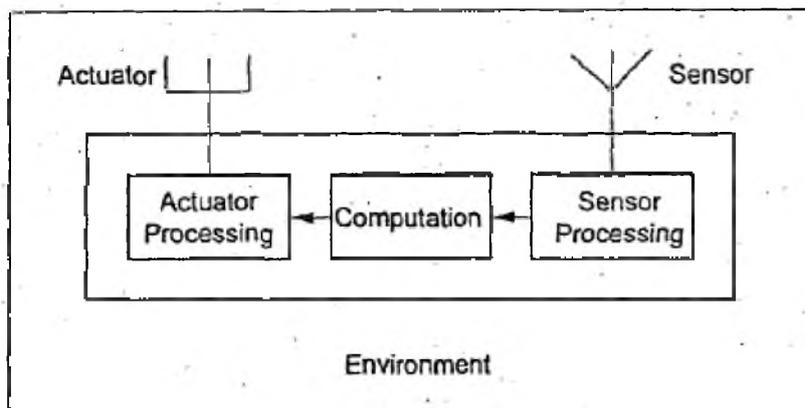 Actuator
Sensor
Actuator
Processing
Computation
Sensor
Processing
Environment